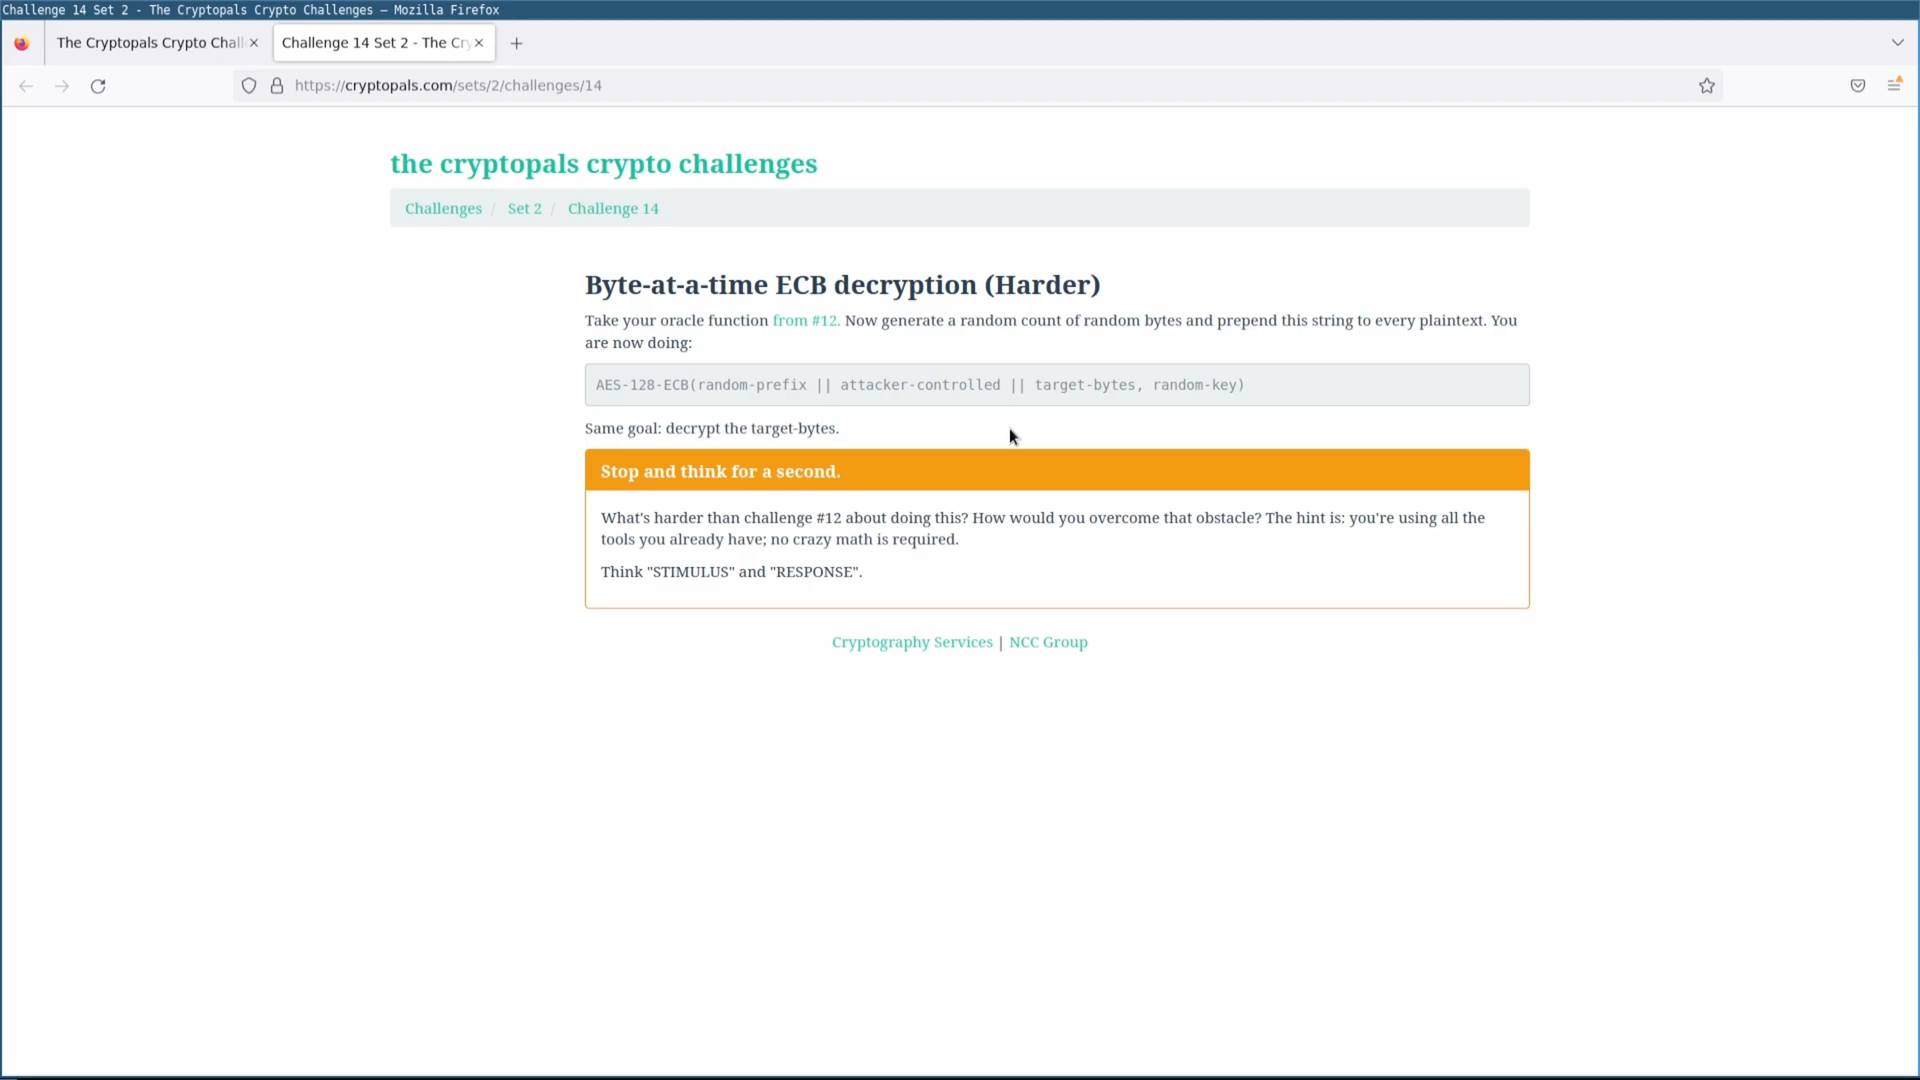 Challenge 14 Set 2 - The Cryptopals Crypto Challenges — Mozilla Firefox
The Cryptopals Crypto Chall
Challenge 14 Set 2 - The Cry
https://cryptopals.com/sets/2/challenges/14
the cryptopals crypto challenges
Challenges / Set 2 / Challenge 14
Byte-at-a-time ECB decryption (Harder)
Take your oracle function from #12. Now generate a random count of random bytes and prepend this string to every plaintext. You
are now doing:
AES-128-ECB(random-prefix || attacker-controlled || target-bytes, random-key)
Same goal: decrypt the target-bytes.
Stop and think for a second.
What's harder than challenge #12 about doing this? How would you overcome that obstacle? The hint is: you're using all the
tools you already have; no crazy math is required.
Think "STIMULUS" and "RESPONSE".
Cryptography Services | NCC Group